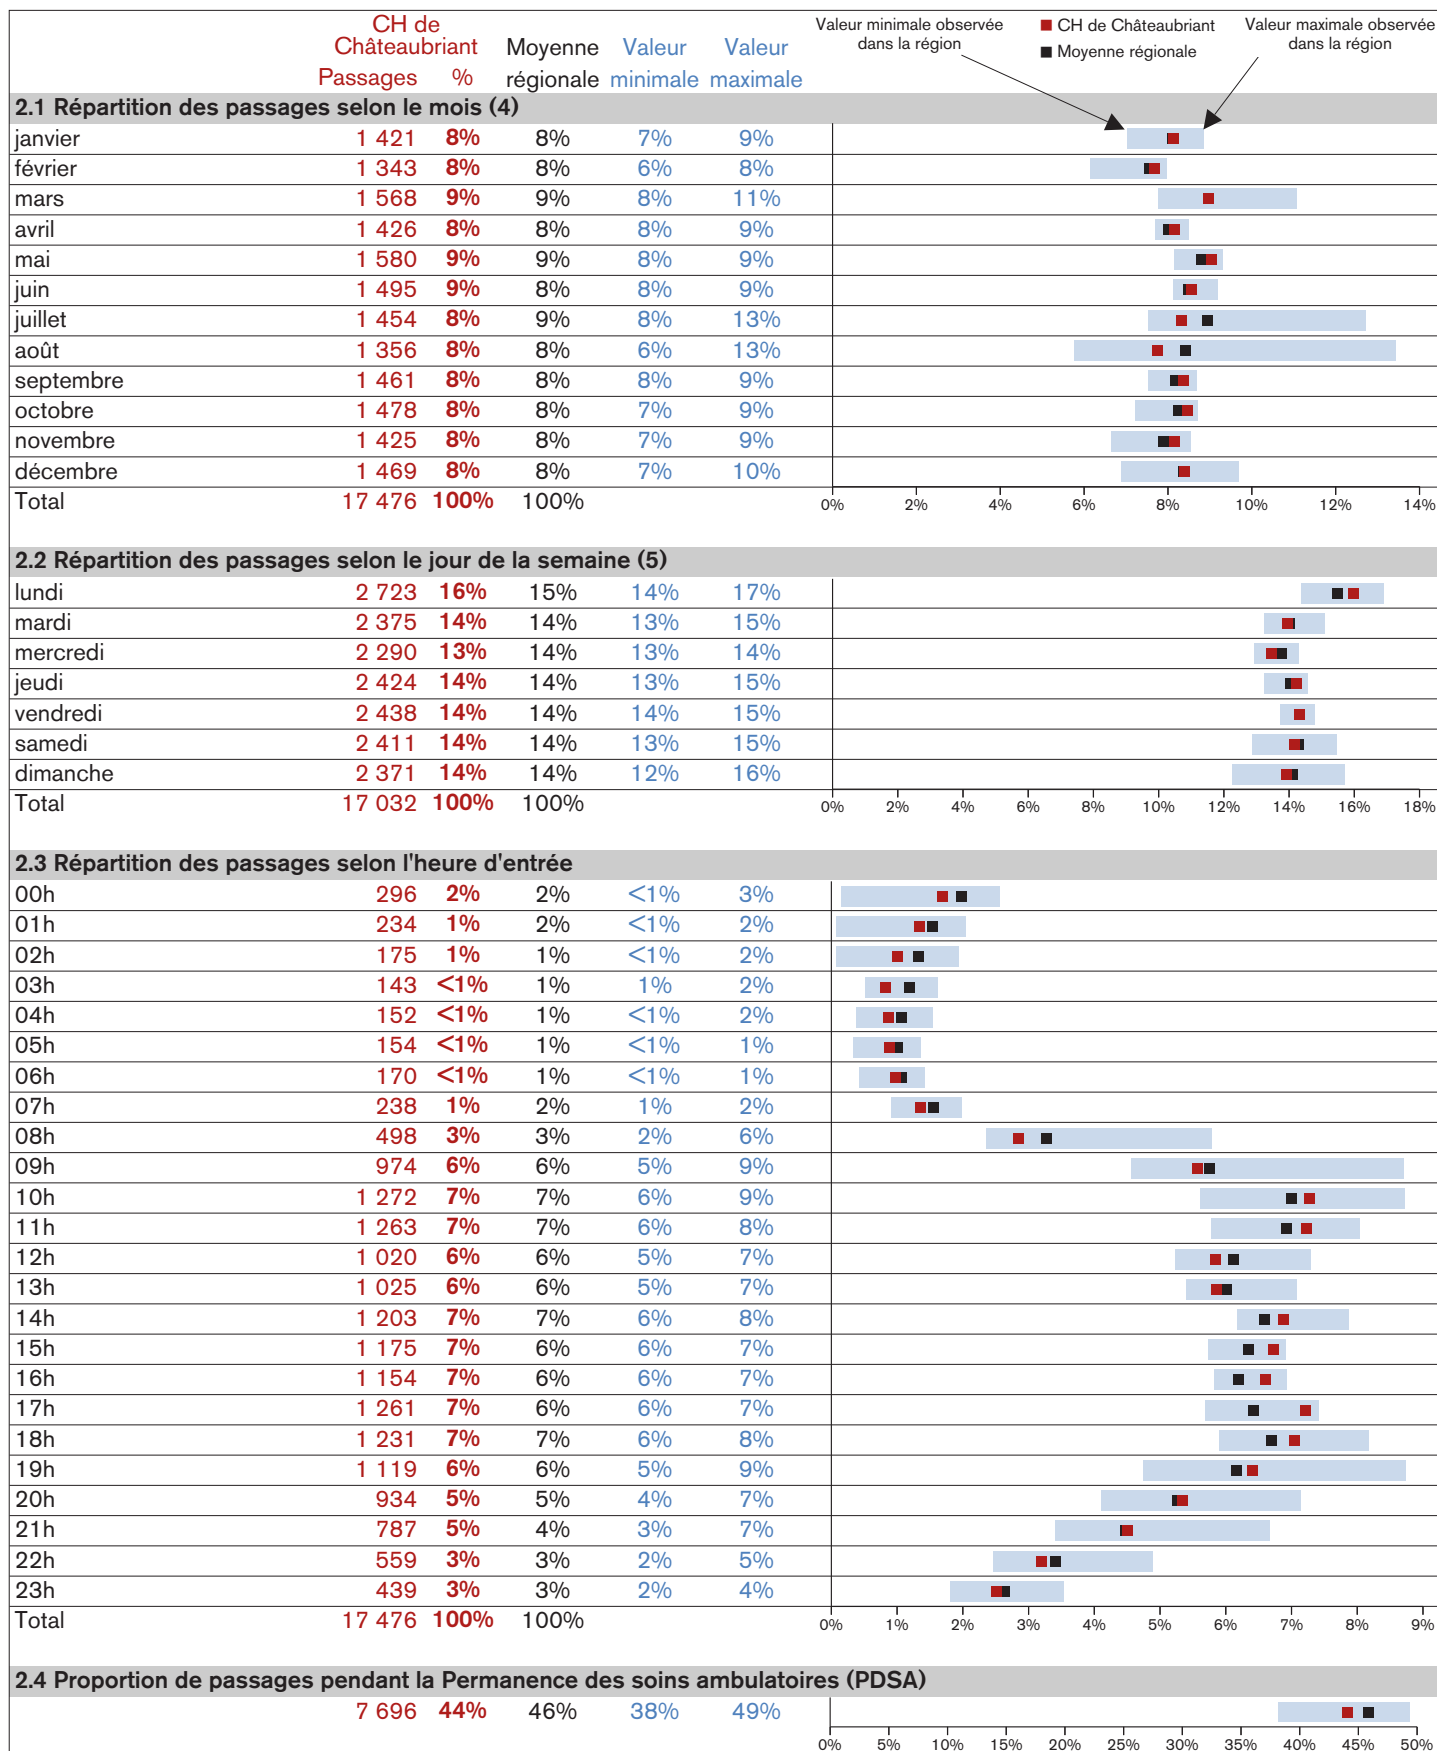 CH de Châteaubriant Moyenne régionale Valeur minimale Valeur maximale
Passages %
Valeur minimale observée dans la région
■ CH de Châteaubriant
■ Moyenne régionale
Valeur maximale observée dans la région
2.1 Répartition des passages selon le mois (4)
janvier 1 421 8% 8% 7% 9%
février 1 343 8% 8% 6% 8%
mars 1 568 9% 9% 8% 11%
avril 1 426 8% 8% 8% 9%
mai 1 580 9% 9% 8% 9%
juin 1 495 9% 8% 8% 9%
juillet 1 454 8% 9% 8% 13%
août 1 356 8% 8% 6% 13%
septembre 1 461 8% 8% 8% 9%
octobre 1 478 8% 8% 7% 9%
novembre 1 425 8% 8% 7% 9%
décembre 1 469 8% 8% 7% 10%
Total 17 476 100% 100%
0% 2% 4% 6% 8% 10% 12% 14%
2.2 Répartition des passages selon le jour de la semaine (5)
lundi 2 723 16% 15% 14% 17%
mardi 2 375 14% 14% 13% 15%
mercredi 2 290 13% 14% 13% 14%
jeudi 2 424 14% 14% 13% 15%
vendredi 2 438 14% 14% 14% 15%
samedi 2 411 14% 14% 13% 15%
dimanche 2 371 14% 14% 12% 16%
Total 17 032 100% 100%
0% 2% 4% 6% 8% 10% 12% 14% 16% 18%
2.3 Répartition des passages selon l'heure d'entrée
00h 296 2% 2% <1% 3%
01h 234 1% 2% <1% 2%
02h 175 1% 1% <1% 2%
03h 143 <1% 1% 1% 2%
04h 152 <1% 1% <1% 2%
05h 154 <1% 1% <1% 1%
06h 170 <1% 1% <1% 1%
07h 238 1% 2% 1% 2%
08h 498 3% 3% 2% 6%
09h 974 6% 6% 5% 9%
10h 1 272 7% 7% 6% 9%
11h 1 263 7% 7% 6% 8%
12h 1 020 6% 6% 5% 7%
13h 1 025 6% 6% 5% 7%
14h 1 203 7% 7% 6% 8%
15h 1 175 7% 6% 6% 7%
16h 1 154 7% 6% 6% 7%
17h 1 261 7% 6% 6% 7%
18h 1 231 7% 7% 6% 8%
19h 1 119 6% 6% 5% 9%
20h 934 5% 5% 4% 7%
21h 787 5% 4% 3% 7%
22h 559 3% 3% 2% 5%
23h 439 3% 3% 2% 4%
Total 17 476 100% 100%
0% 1% 2% 3% 4% 5% 6% 7% 8% 9%
2.4 Proportion de passages pendant la Permanence des soins ambulatoires (PDSA)
7 696 44% 46% 38% 49%
0% 5% 10% 15% 20% 25% 30% 35% 40% 45% 50%